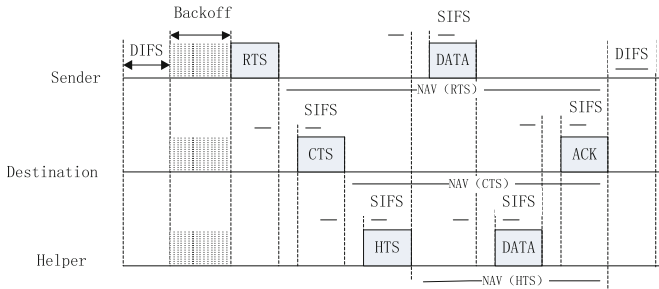 Backoff
SIFS
DIFS
RTS
DATA
DIFS
Sender
NAV（RTS）
SIFS
SIFS
CTS
ACK
Destination
NAV（CTS）
SIFS
SIFS
HTS
DATA
Helper
NAV（HTS）